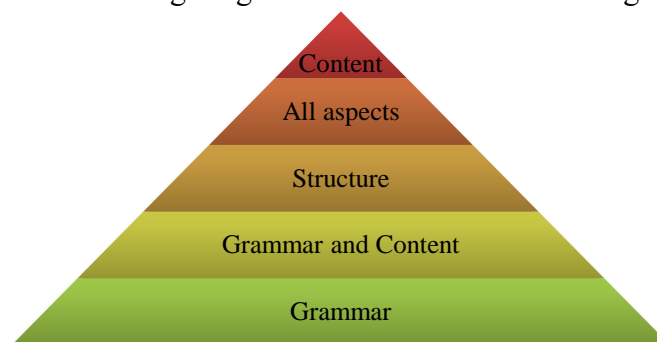 Content
All aspects
Structure
Grammar and Content
Grammar